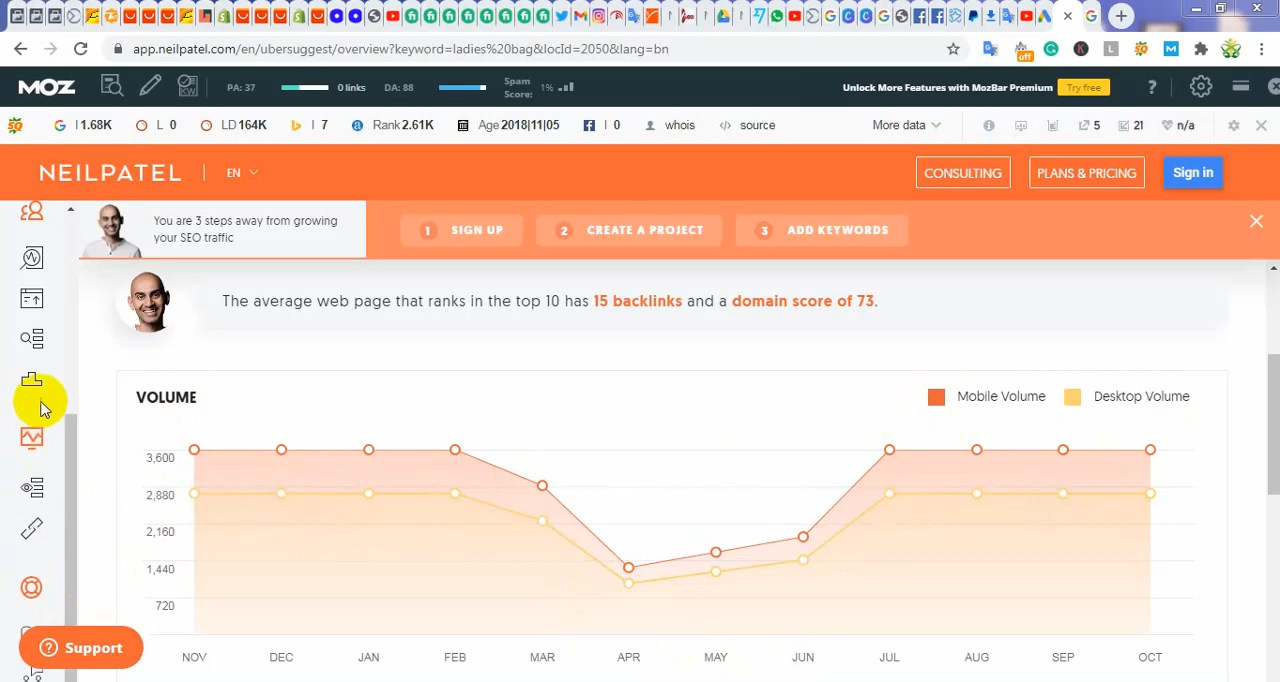 app.neilpatel.com/en/ubersuggest/overview?keyword=ladies%20bag&locId=2050&lang=bn
off
MOZ
PA: 37
0 links
DA: 88
Spam Score: 1%
Unlock More Features with MozBar Premium
Try free
I 1.68K
L 0
LD 164K
I 7
Rank 2.61K
Age 2018|11|05
I 0
whois
source
More data
5
21
n/a
NEILPATEL
EN
CONSULTING
PLANS & PRICING
Sign in
You are 3 steps away from growing
your SEO traffic
1 SIGN UP
2 CREATE A PROJECT
3 ADD KEYWORDS
The average web page that ranks in the top 10 has 15 backlinks and a domain score of 73.
VOLUME
Mobile Volume
Desktop Volume
3,600
2,880
2,160
1,440
720
NOV DEC JAN FEB MAR APR MAY JUN JUL AUG SEP OCT
Support